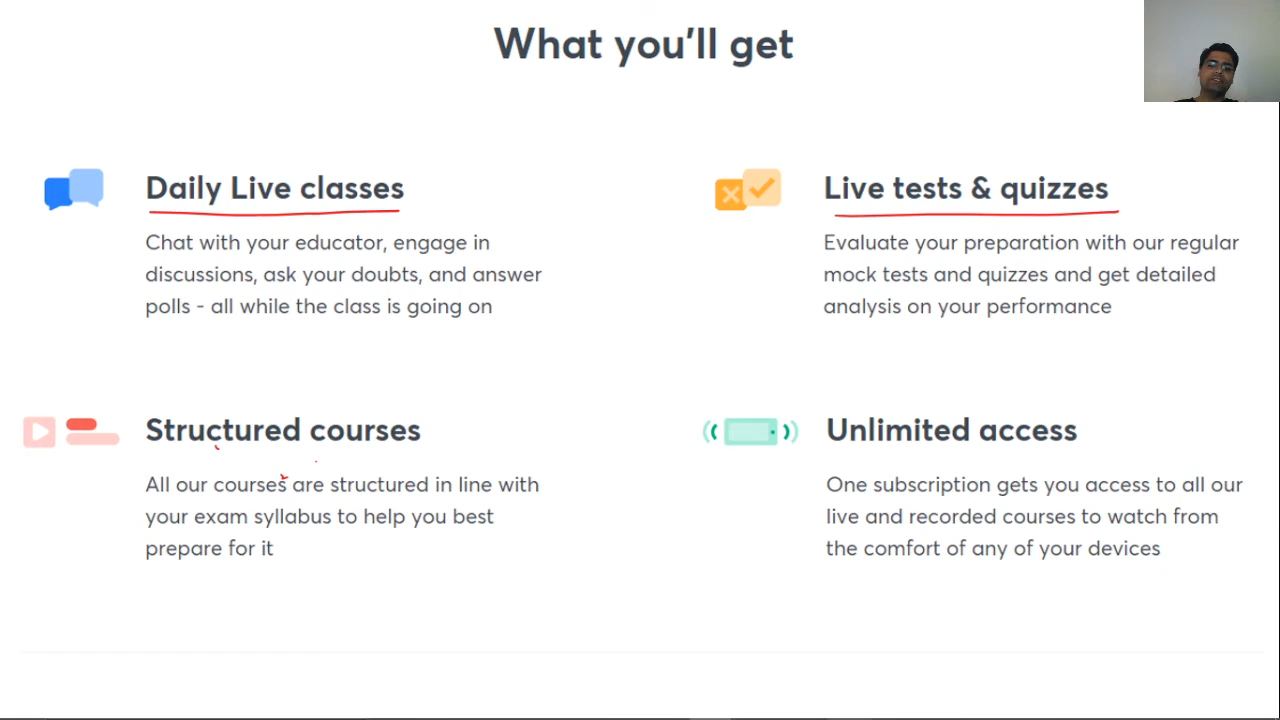 What you'll get
Daily Live classes
Chat with your educator, engage in
discussions, ask your doubts, and answer
polls - all while the class is going on
Live tests & quizzes
Evaluate your preparation with our regular
mock tests and quizzes and get detailed
analysis on your performance
Structured courses
All our courses are structured in line with
your exam syllabus to help you best
prepare for it
Unlimited access
One subscription gets you access to all our
live and recorded courses to watch from
the comfort of any of your devices